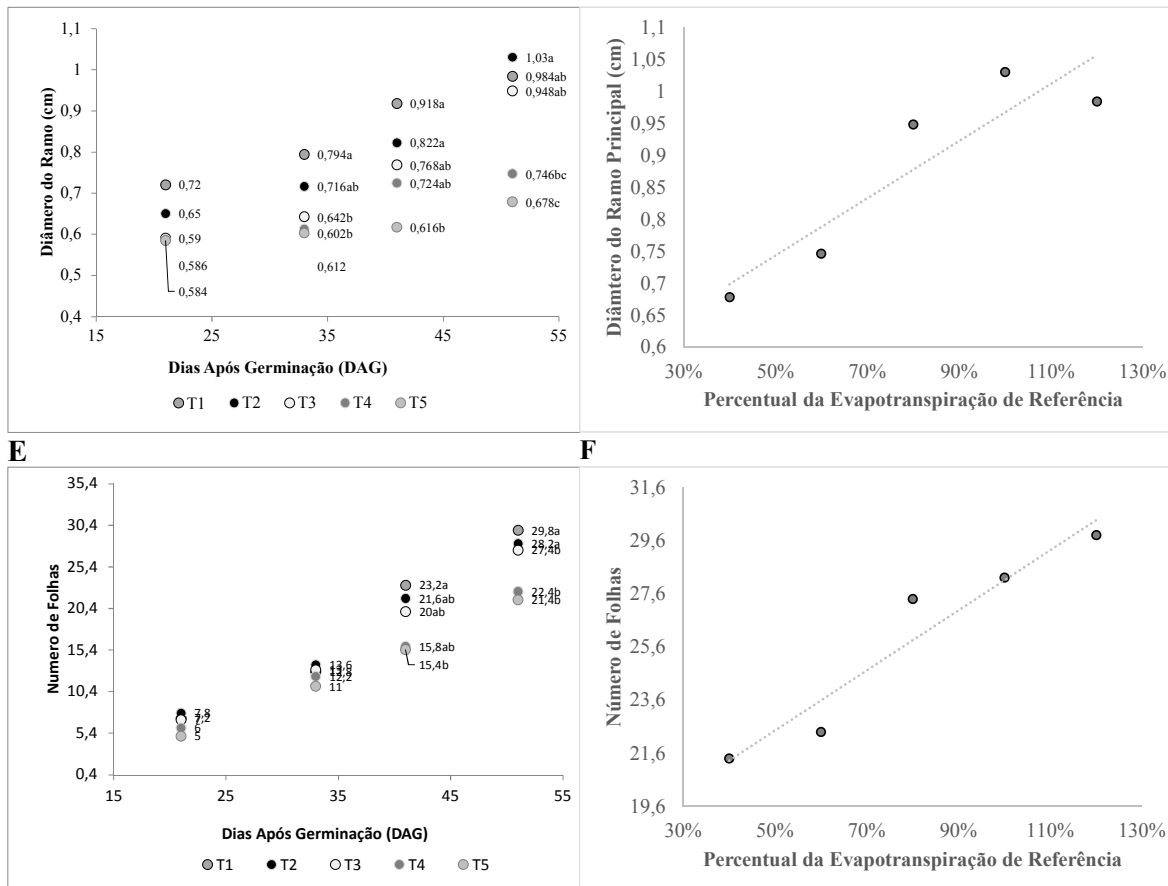 1,1
1
0,9
0,8
0,7
0,6
0,5
0,4
Diâmero do Ramo (cm)
0,72
0,65
0,59
0,586
0,584
0,794a
0,716ab
0,642b
0,602b
0,612
0,918a
0,822a
0,768ab
0,724ab
0,616b
1,03a
0,984ab
0,948ab
0,746bc
0,678c
15 25 35 45 55
Dias Após Germinação (DAG)
T1 T2 T3 T4 T5
1,1
1,05
1
0,95
0,9
0,85
0,8
0,75
0,7
0,65
0,6
Diâmtero do Ramo Principal (cm)
30% 50% 70% 90% 110% 130%
Percentual da Evapotranspiração de Referência
E
35,4
30,4
25,4
20,4
15,4
10,4
5,4
0,4
Numero de Folhas
7,8
7,2
7
6
5
13,6
12,2
11
23,2a
21,6ab
20ab
15,8ab
15,4b
29,8a
28,2a
27,4b
22,4b
21,4b
15 25 35 45 55
Dias Após Germinação (DAG)
T1 T2 T3 T4 T5
F
31,6
29,6
27,6
25,6
23,6
21,6
19,6
Número de Folhas
30% 50% 70% 90% 110% 130%
Percentual da Evapotranspiração de Referência